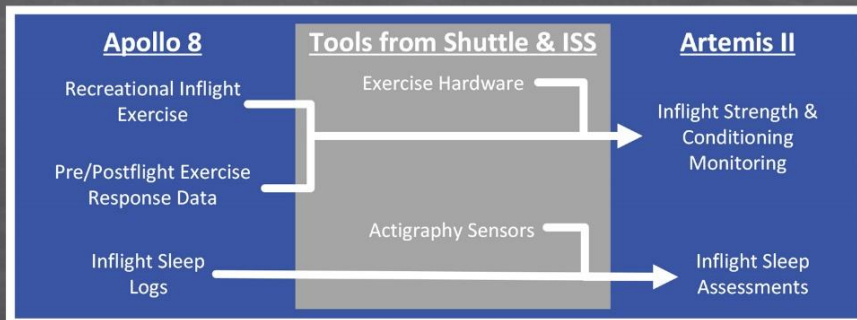 Apollo 8
Tools from Shuttle & ISS
Artemis II
Recreational Inflight
Exercise
Exercise Hardware
Inflight Strength &
Conditioning
Monitoring
Pre/Postflight Exercise
Response Data
Actigraphy Sensors
Inflight Sleep
Logs
Inflight Sleep
Assessments